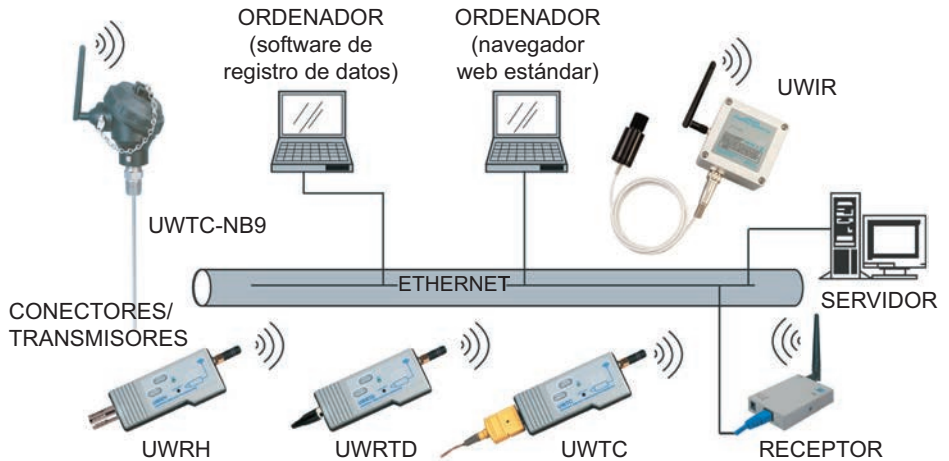 ORDENADOR
(software de
registro de datos)
ORDENADOR
(navegador
web estándar)
UWIR
UWTC-NB9
ETHERNET
SERVIDOR
CONECTORES/
TRANSMISORES
UWRH
UWRTD
UWTC
RECEPTOR